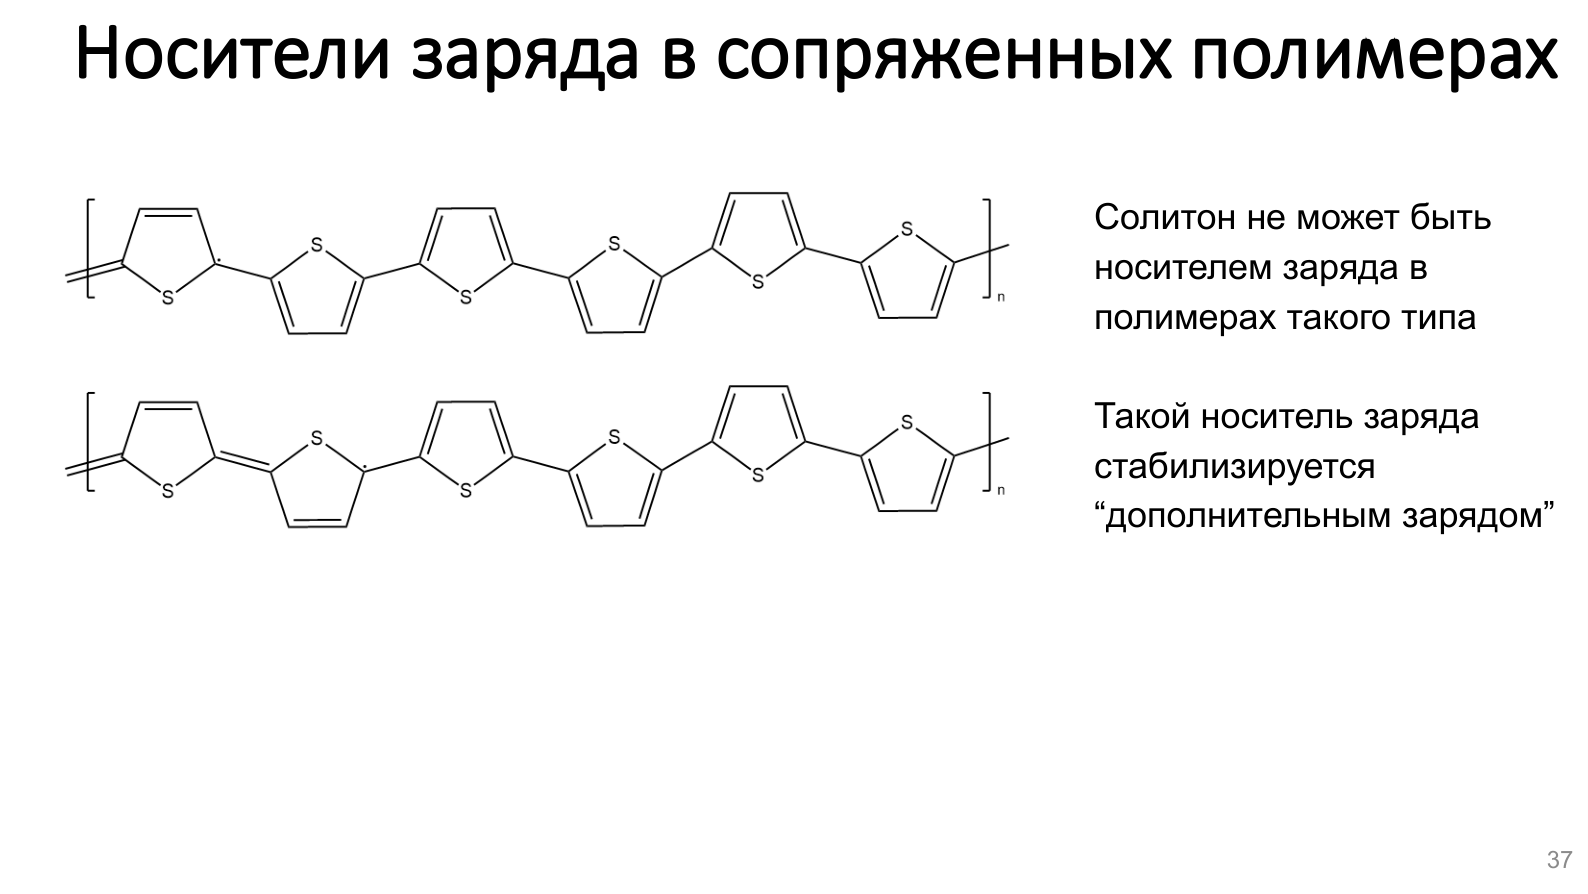 Носители заряда в сопряженных полимерах
S S S S S S n
Солитон не может быть
носителем заряда в
полимерах такого типа
S S S S S S n
Такой носитель заряда
стабилизируется
“дополнительным зарядом”
37